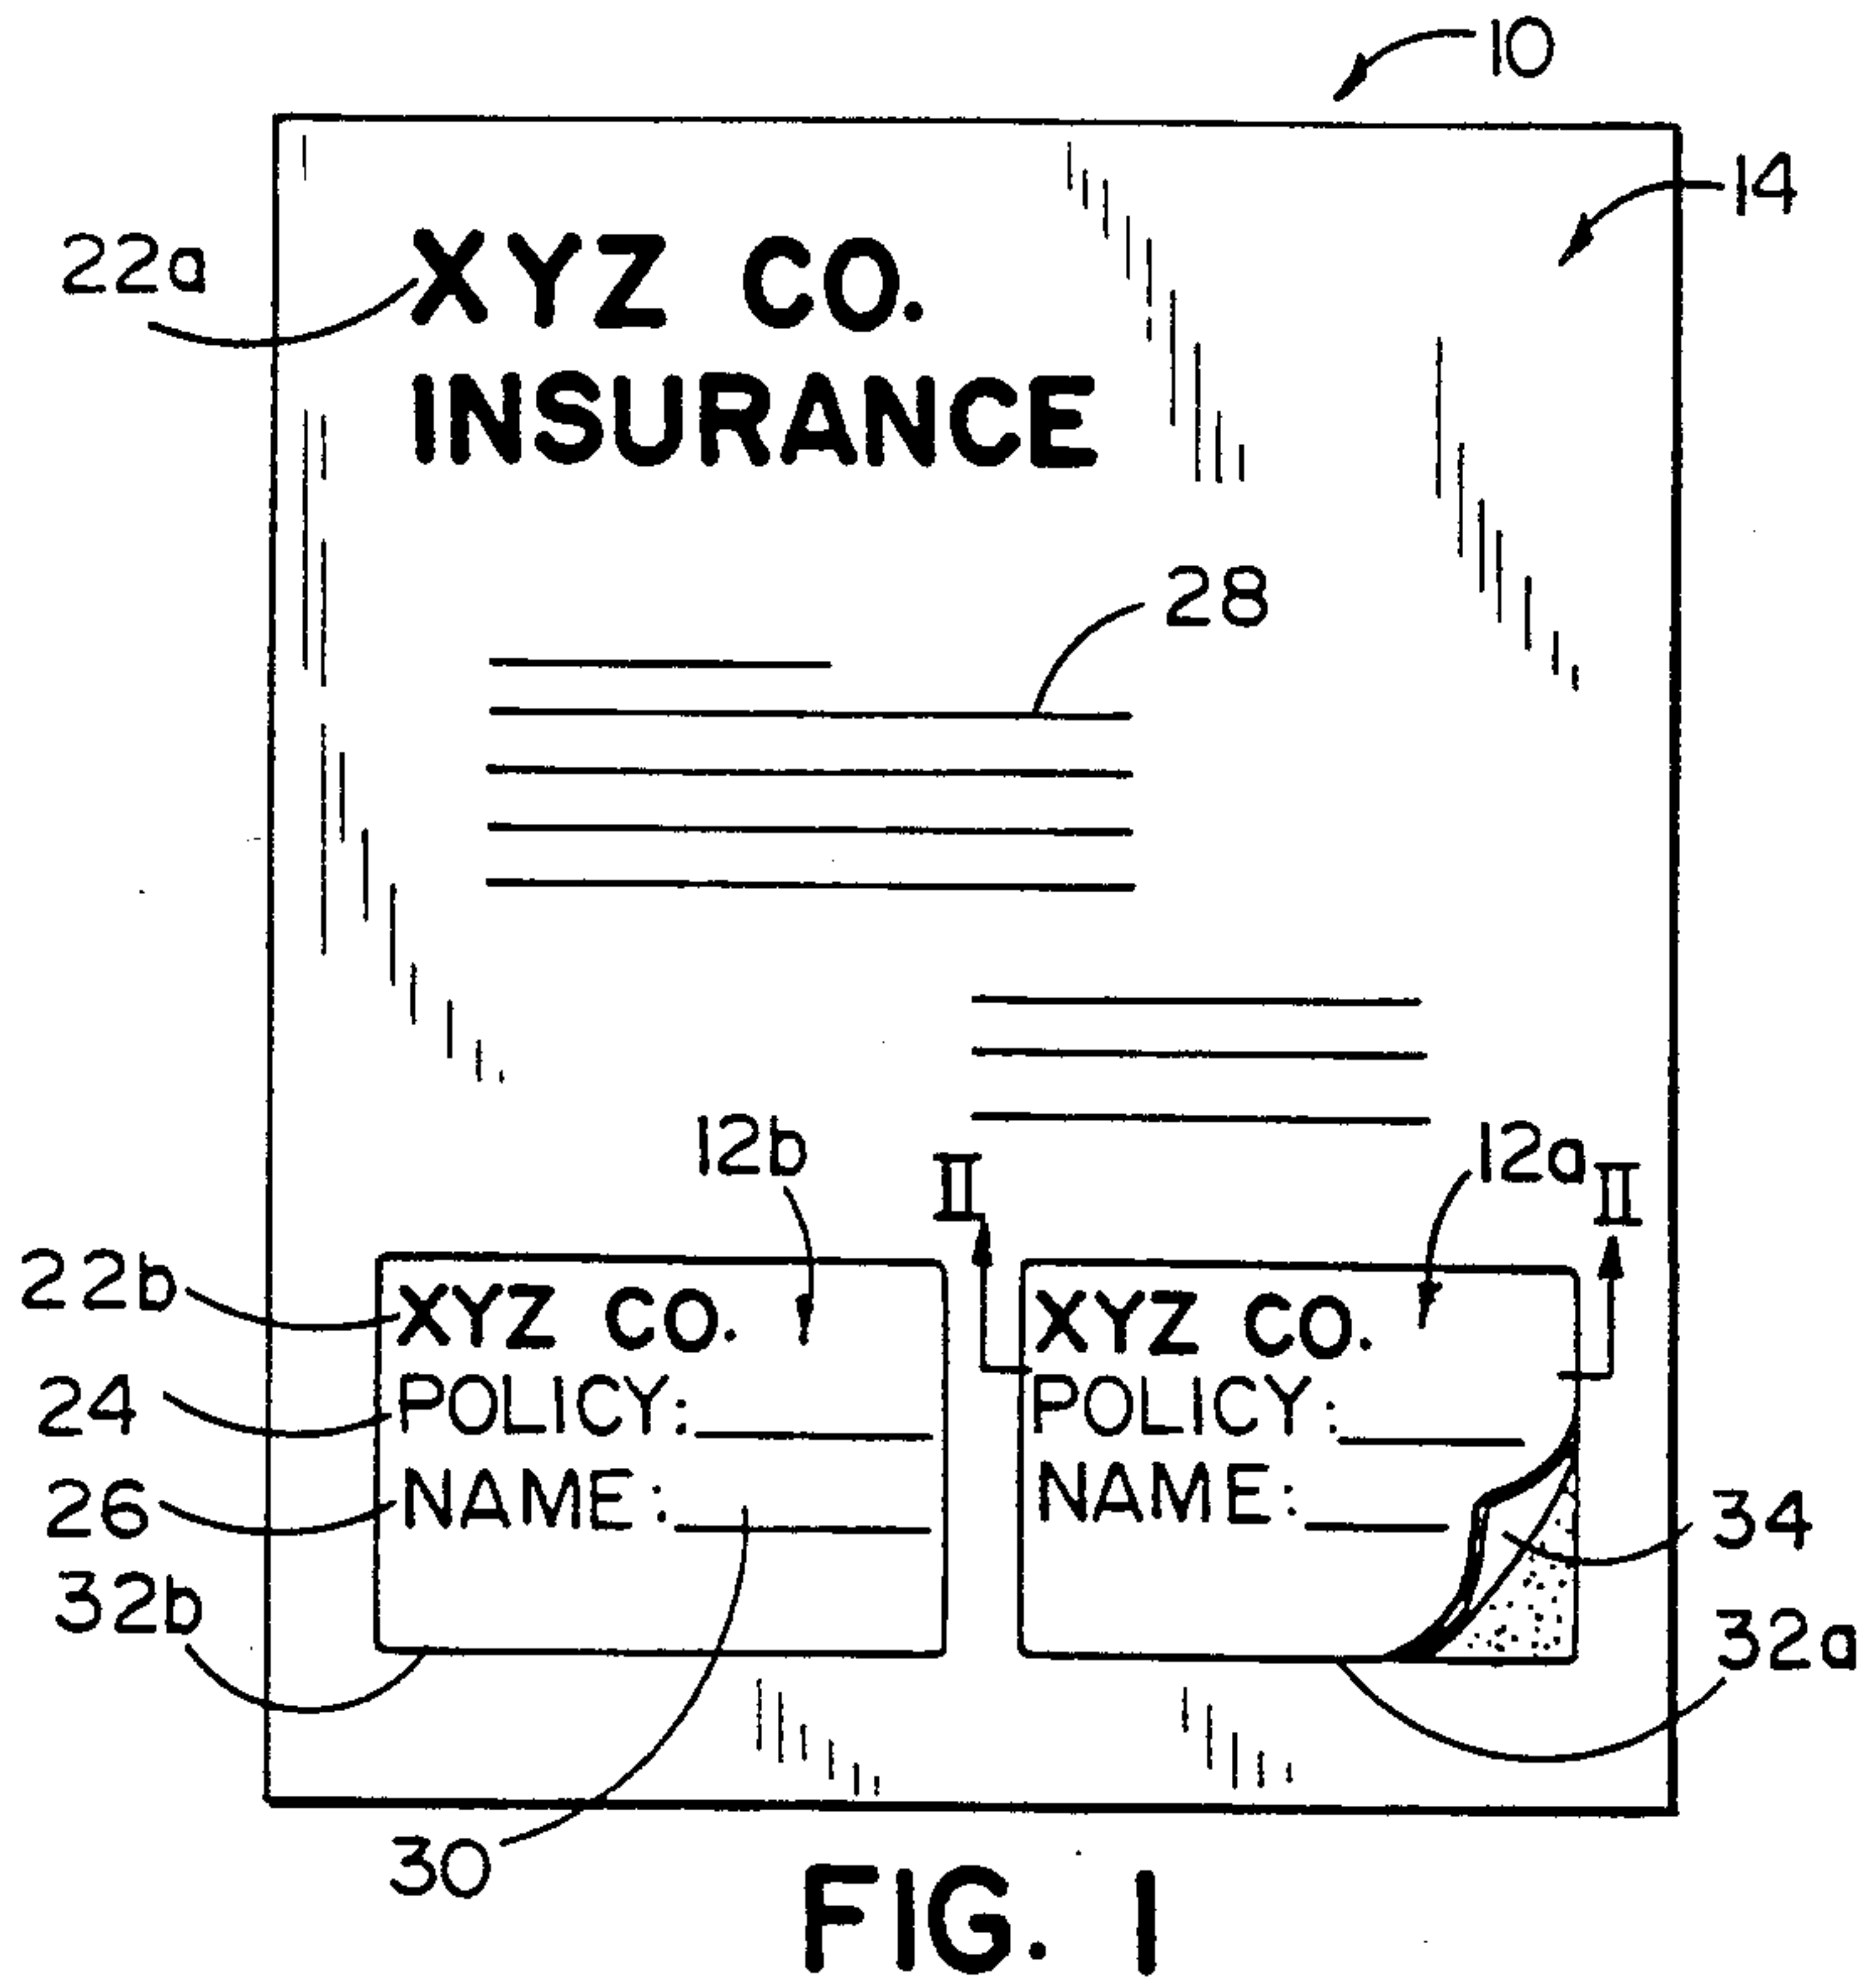 10
14
22a
XYZ CO.
INSURANCE
28
12b
II
12a
II
22b
XYZ CO.
XYZ CO.
24
POLICY:
POLICY:
26
NAME:
NAME:
34
32b
32a
30
FIG. 1